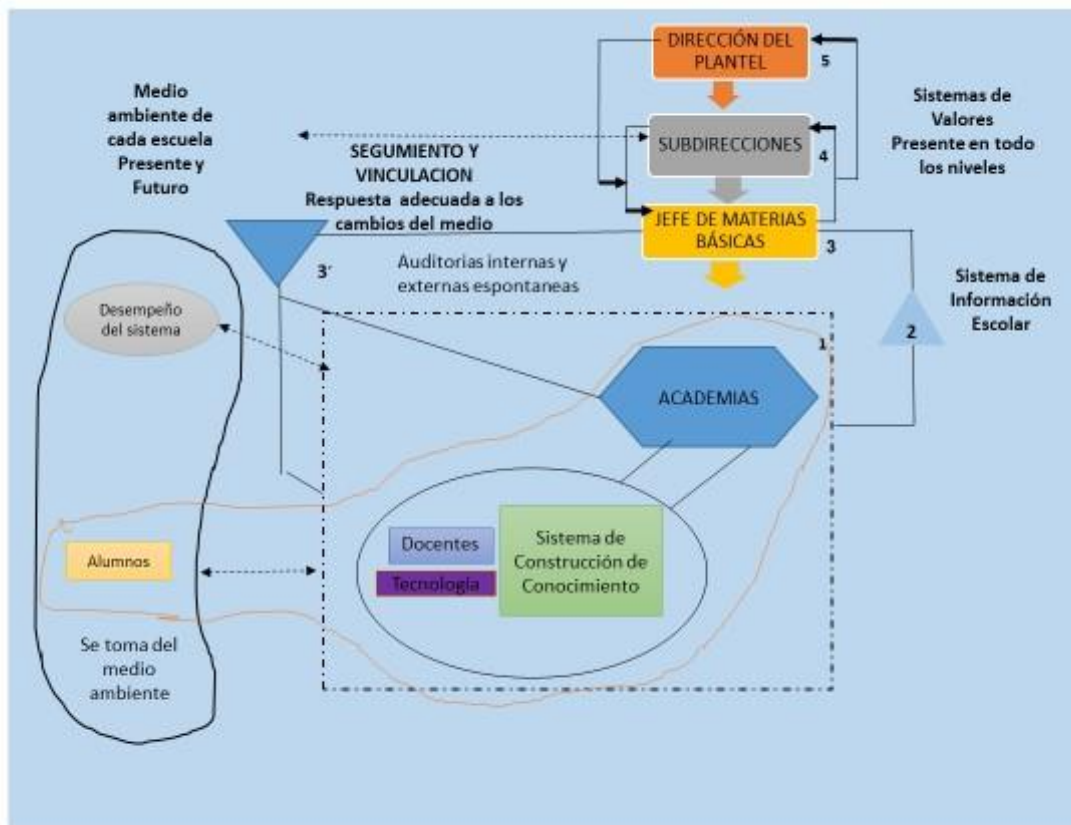 DIRECCIÓN DEL
PLANTEL
5
Medio
ambiente de
cada escuela
Presente y
Futuro
Sistemas de
Valores
Presente en todo
los niveles
SUBDIRECCIONES
4
SEGUMIENTO Y
VINCULACION
Respuesta adecuada a los
cambios del medio
JEFE DE MATERIAS
BÁSICAS
3
3´
Auditorias internas y
externas espontaneas
Sistema de
Información
Escolar
2
Desempeño
del sistema
1
ACADEMIAS
Docentes
Tecnología
Sistema de
Construcción de
Conocimiento
Alumnos
Se toma del
medio
ambiente